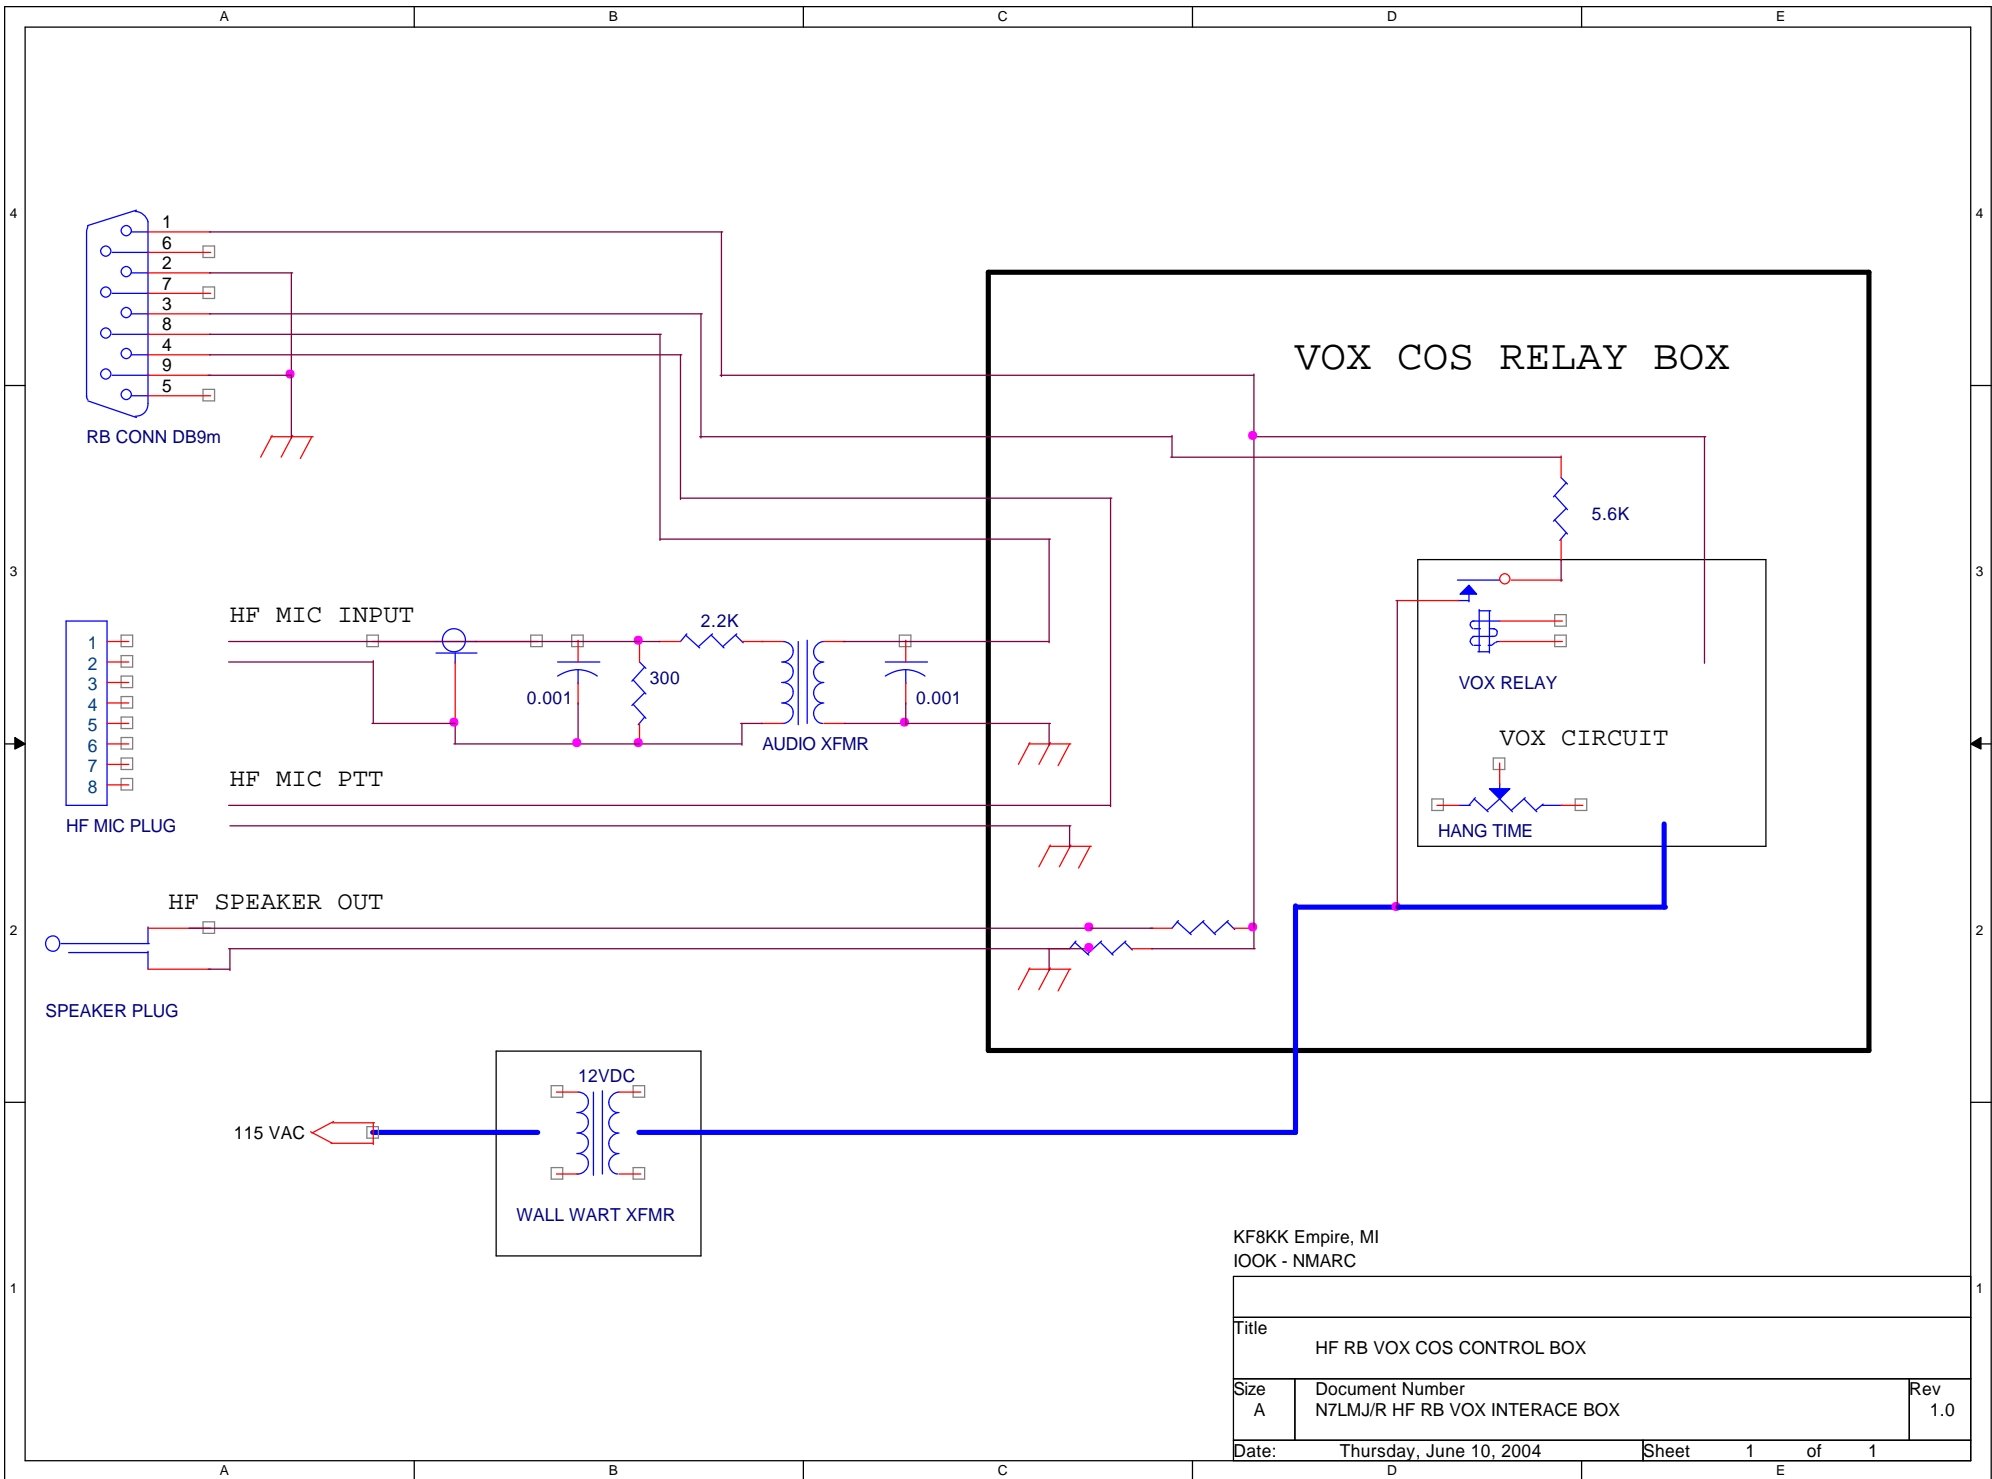 A B C D E
4 4
1
6
2
7
3
8
4
9
5
RB CONN DB9m
VOX COS RELAY BOX
5.6K
3 3
HF MIC INPUT
2.2K
1
2
3
4
5
6
7
8
300
0.001
0.001
AUDIO XFMR
VOX RELAY
VOX CIRCUIT
HF MIC PTT
HF MIC PLUG
HANG TIME
HF SPEAKER OUT
2 2
SPEAKER PLUG
12VDC
115 VAC
WALL WART XFMR
KF8KK Empire, MI
IOOK - NMARC
1 1
Title
HF RB VOX COS CONTROL BOX
Size Document Number Rev
A N7LMJ/R HF RB VOX INTERACE BOX 1.0
Date: Thursday, June 10, 2004 Sheet 1 of 1
A B C D E